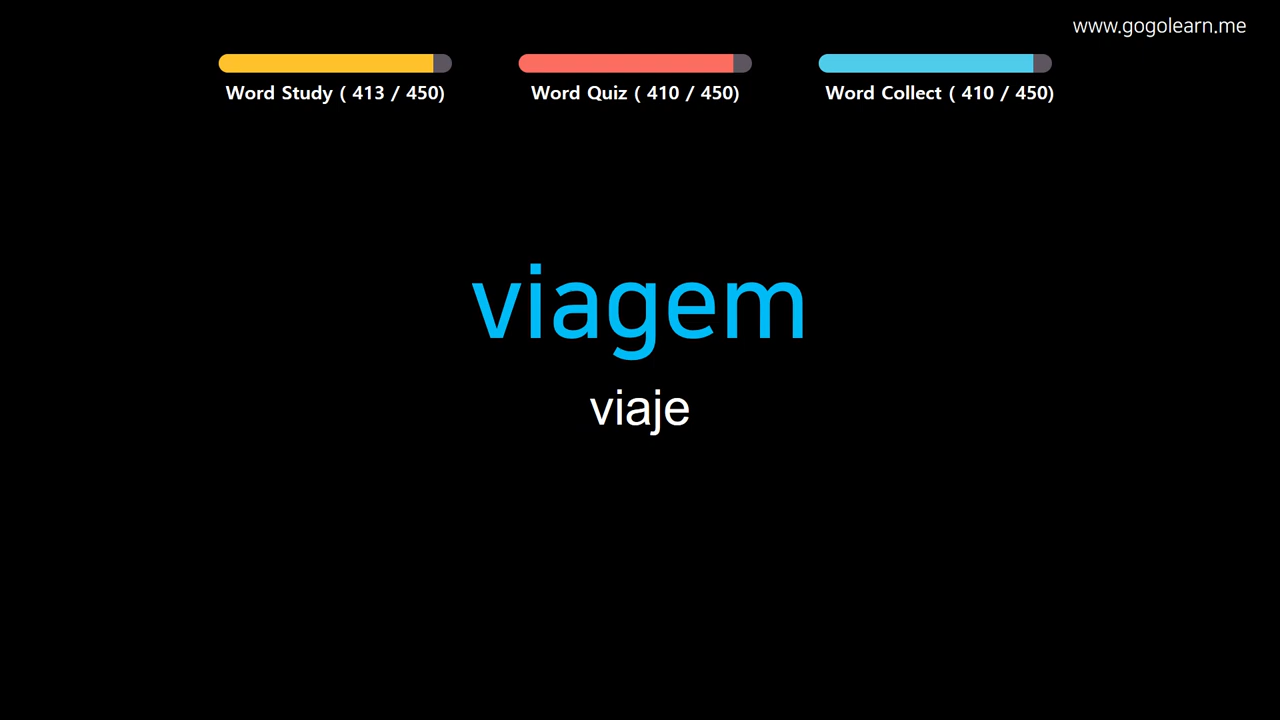 www.gogolearn.me
Word Study ( 413 / 450)
Word Quiz ( 410 / 450)
Word Collect ( 410 / 450)
viagem
viaje